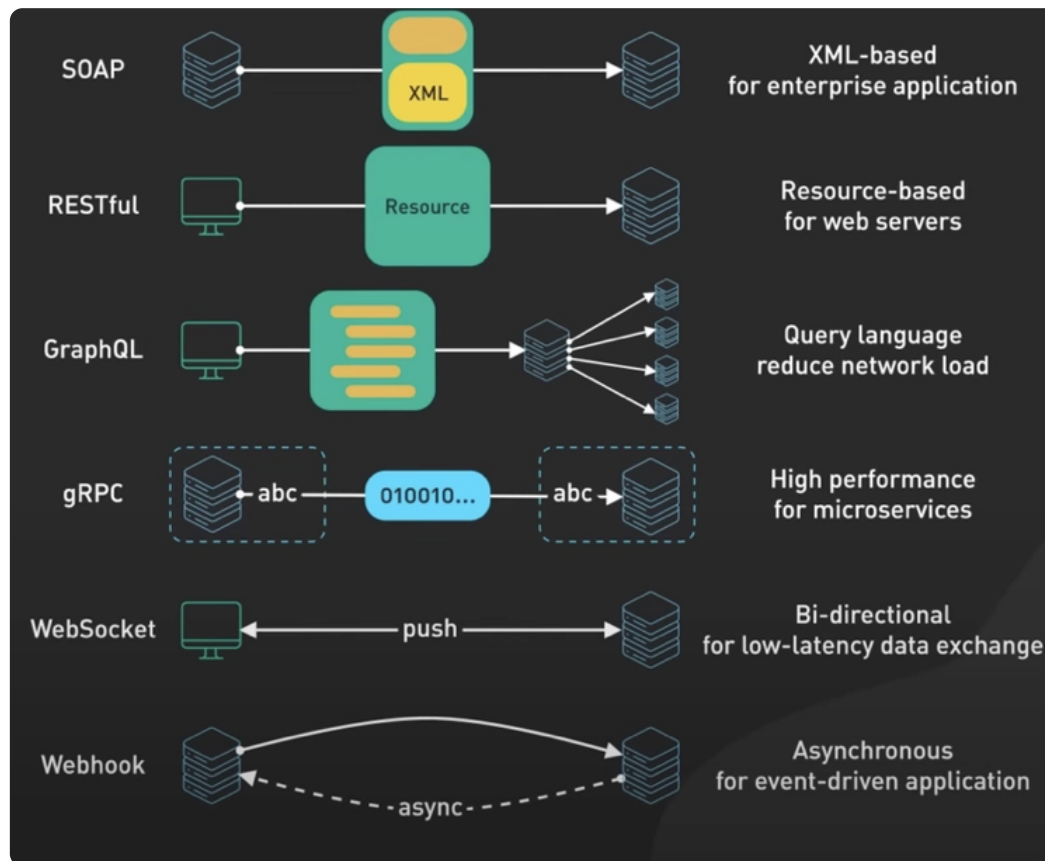 SOAP
XML
XML-based
for enterprise application
RESTful
Resource
Resource-based
for web servers
GraphQL
Query language
reduce network load
gRPC
abc
010010...
abc
High performance
for microservices
WebSocket
push
Bi-directional
for low-latency data exchange
Webhook
async
Asynchronous
for event-driven application